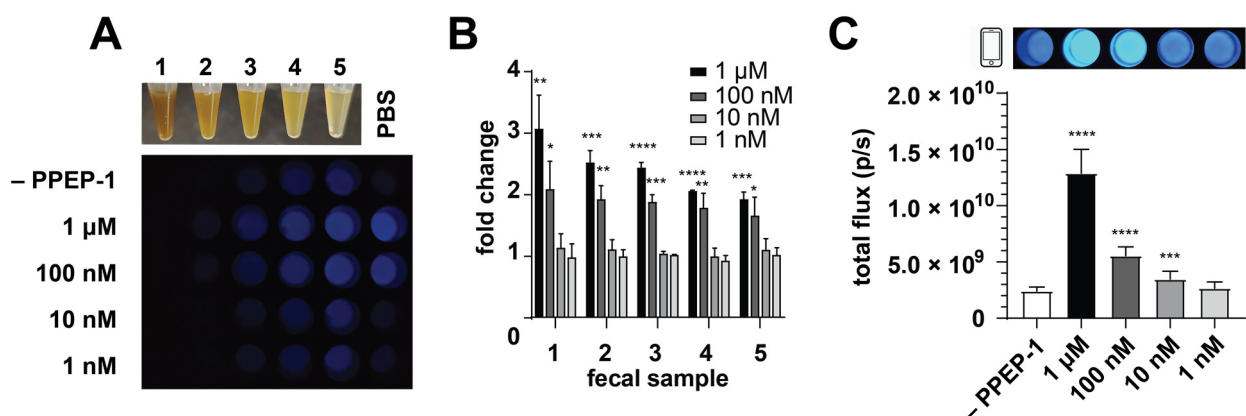 A
1 2 3 4 5
PBS
– PPEP-1
1 μM
100 nM
10 nM
1 nM
B
fold change
4
3
2
1
0
1 μM
100 nM
10 nM
1 nM
** * *** ** **** *** **** ** *** *
1 2 3 4 5
fecal sample
C
total flux (p/s)
2.0 × 10¹⁰
1.5 × 10¹⁰
1.0 × 10¹⁰
5.0 × 10⁹
0
**** **** ***
– PPEP-1 1 μM 100 nM 10 nM 1 nM